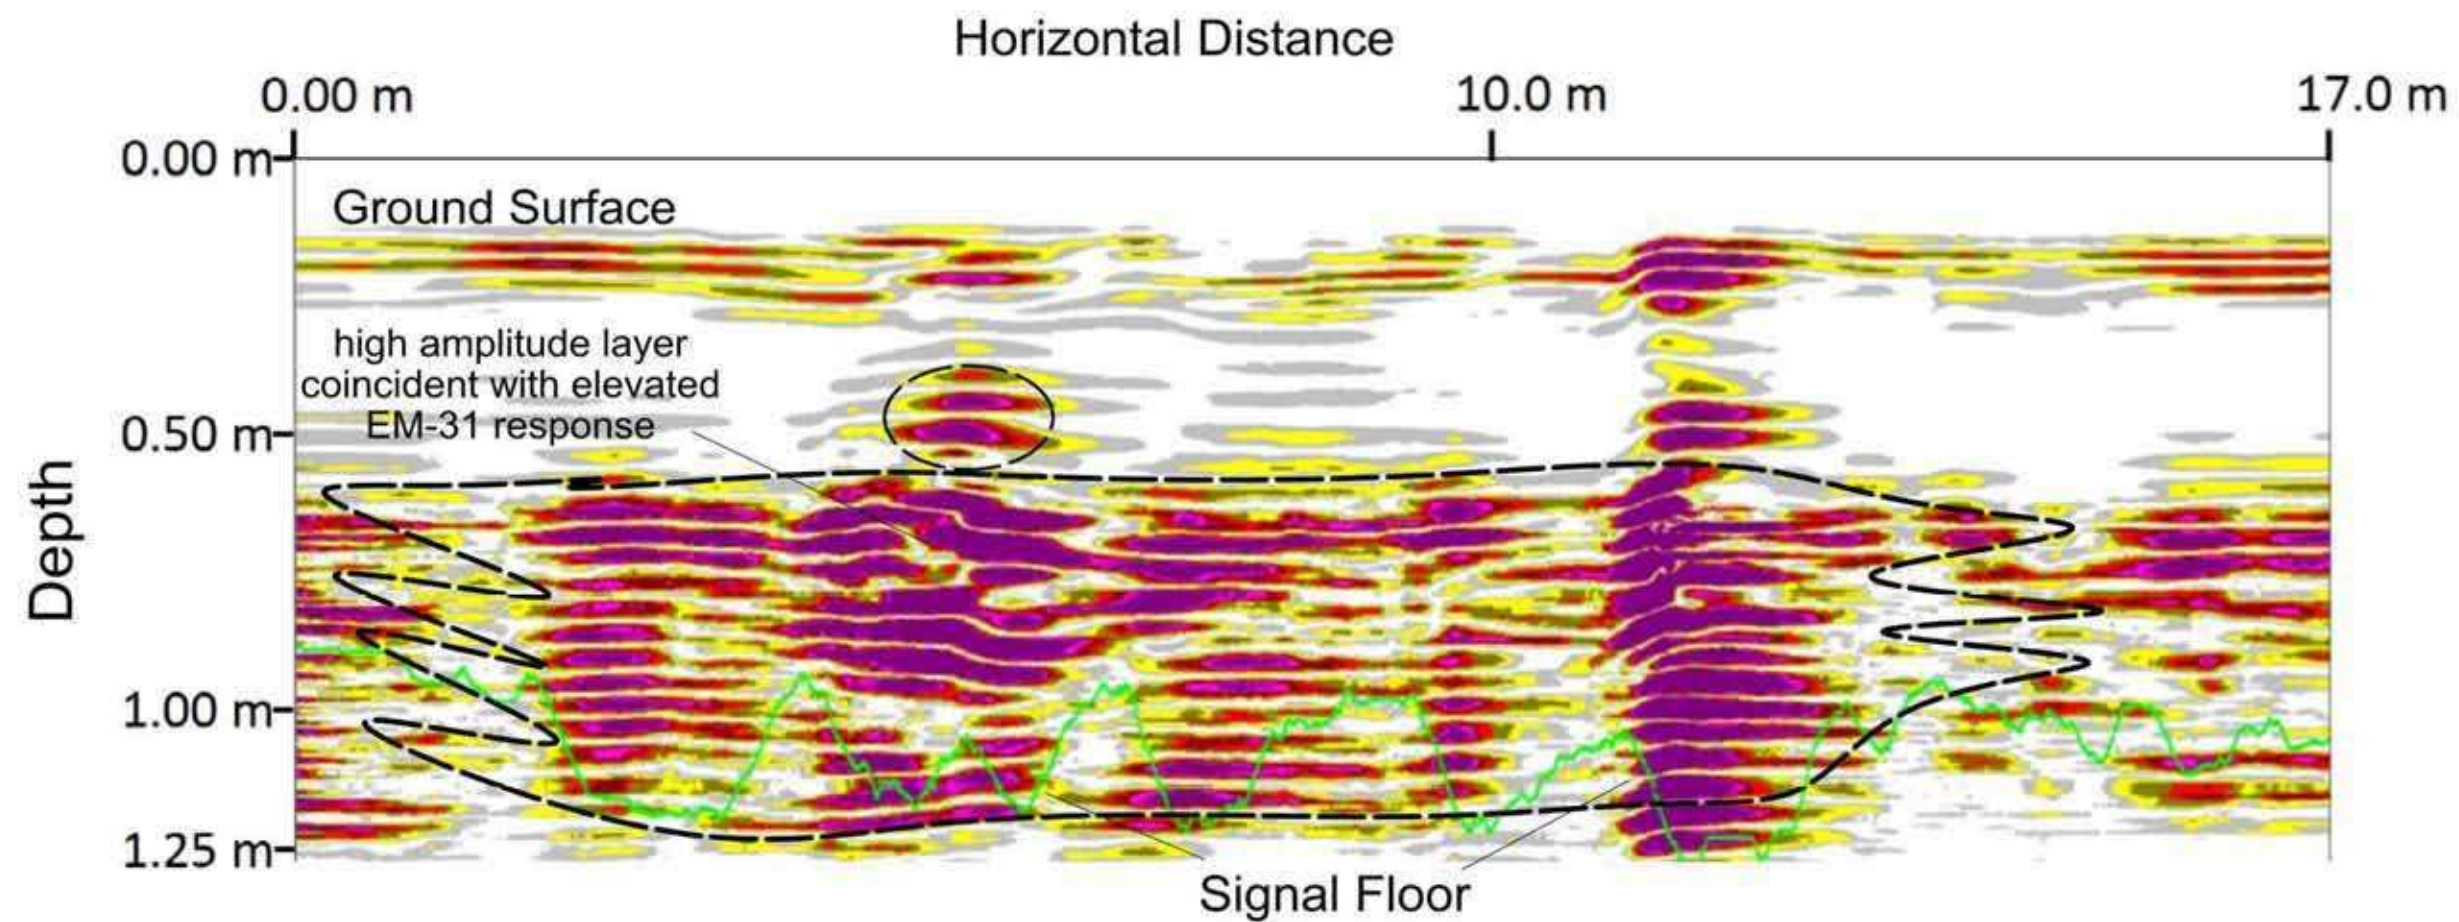 Horizontal Distance
0.00 m
10.0 m
17.0 m
0.00 m
Ground Surface
high amplitude layer
coincident with elevated
EM-31 response
0.50 m
Depth
1.00 m
1.25 m
Signal Floor